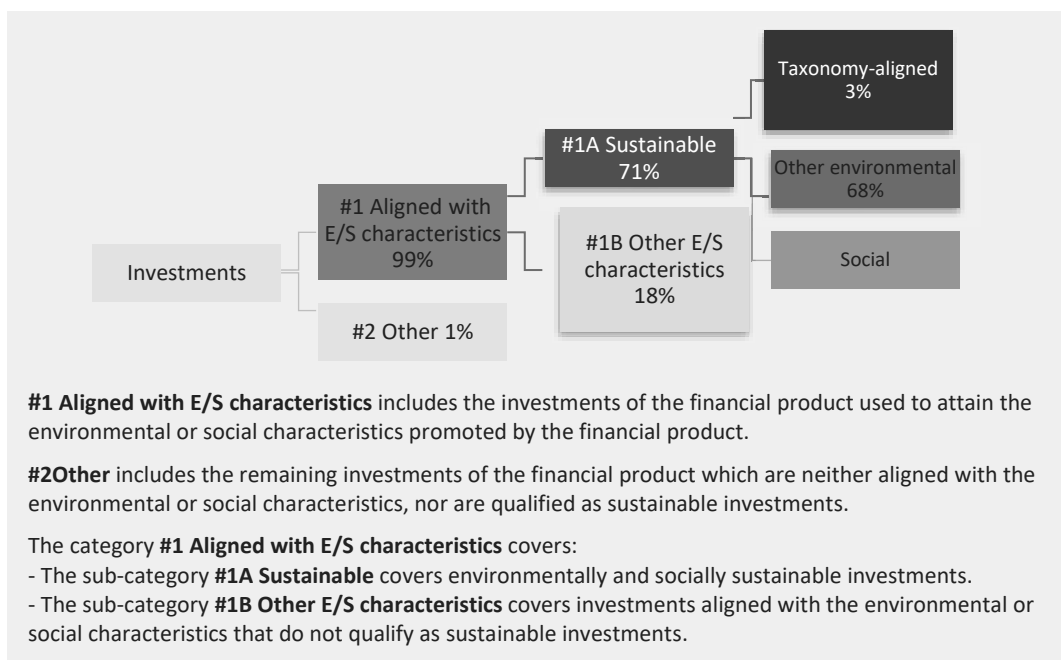 Taxonomy-aligned
3%
#1A Sustainable
71%
Other environmental
68%
#1 Aligned with
E/S characteristics
99%
#1B Other E/S
characteristics
18%
Social
Investments
#2 Other 1%
#1 Aligned with E/S characteristics includes the investments of the financial product used to attain the
environmental or social characteristics promoted by the financial product.
#2Other includes the remaining investments of the financial product which are neither aligned with the
environmental or social characteristics, nor are qualified as sustainable investments.
The category #1 Aligned with E/S characteristics covers:
- The sub-category #1A Sustainable covers environmentally and socially sustainable investments.
- The sub-category #1B Other E/S characteristics covers investments aligned with the environmental or
social characteristics that do not qualify as sustainable investments.